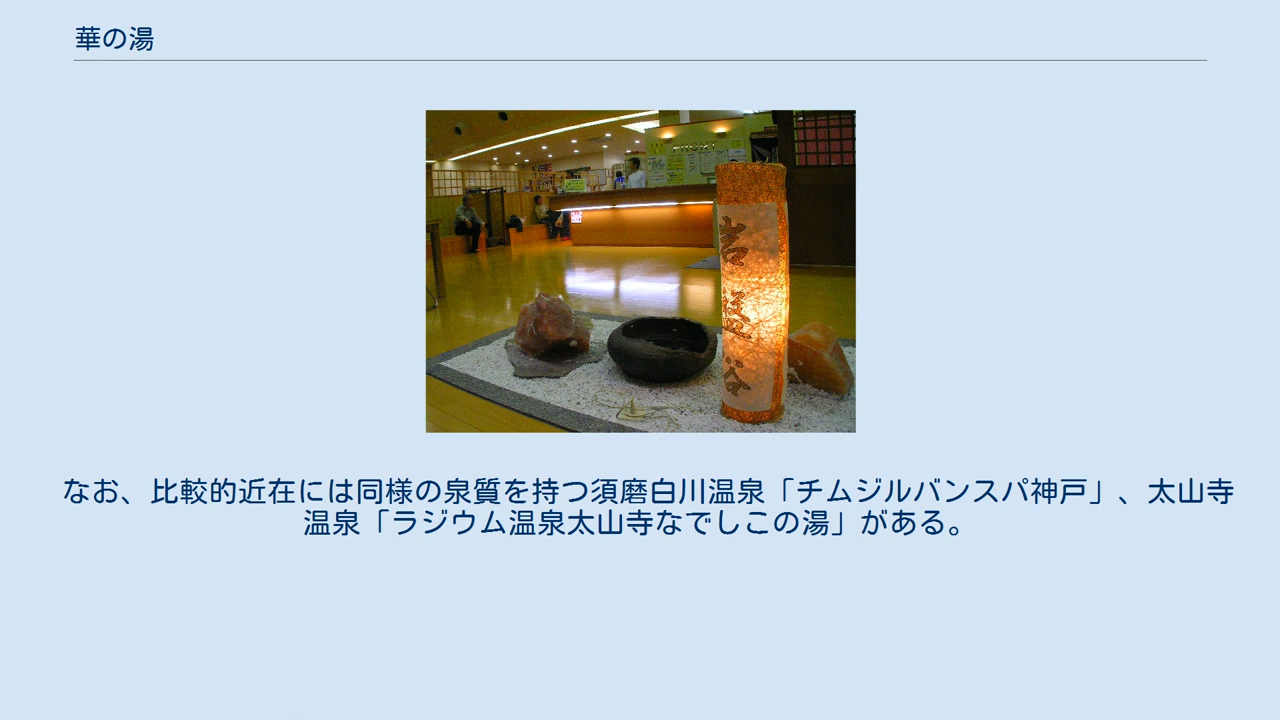 華の湯
岩盤谷
なお、比較的近在には同様の泉質を持つ須磨白川温泉「チムジルバンスパ神戸」、太山寺
温泉「ラジウム温泉太山寺なでしこの湯」がある。